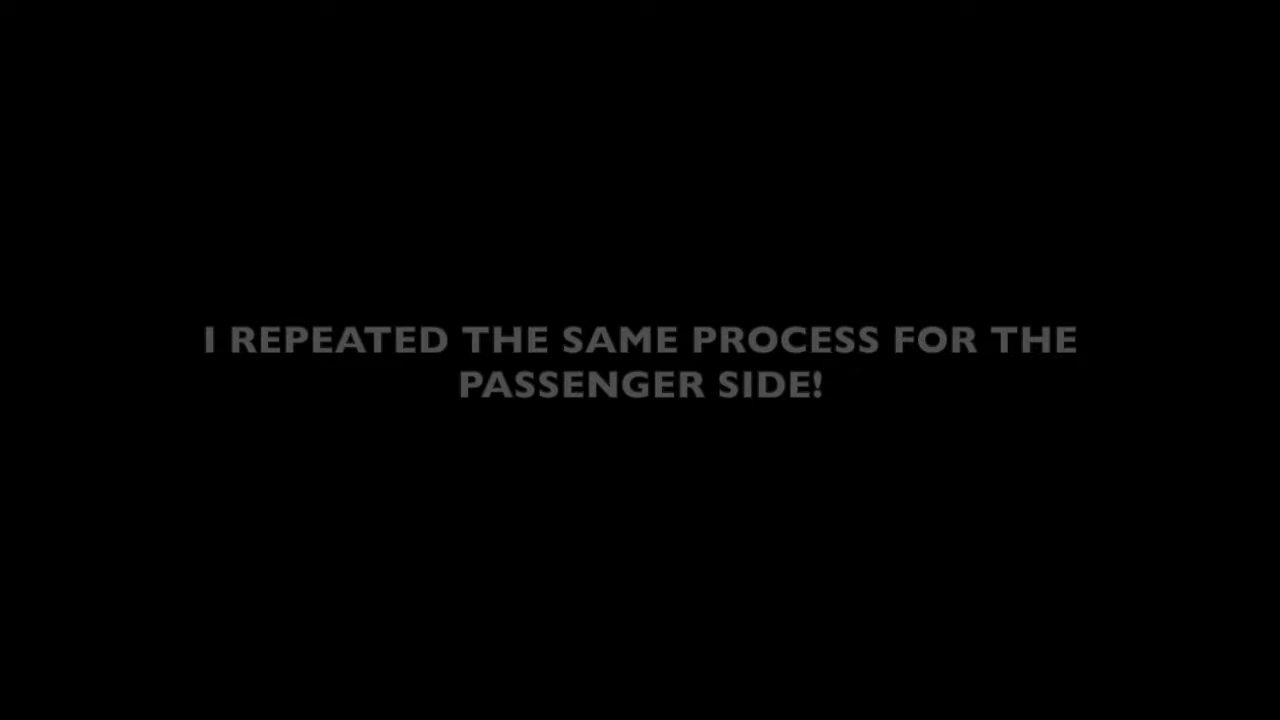 I REPEATED THE SAME PROCESS FOR THE
PASSENGER SIDE!